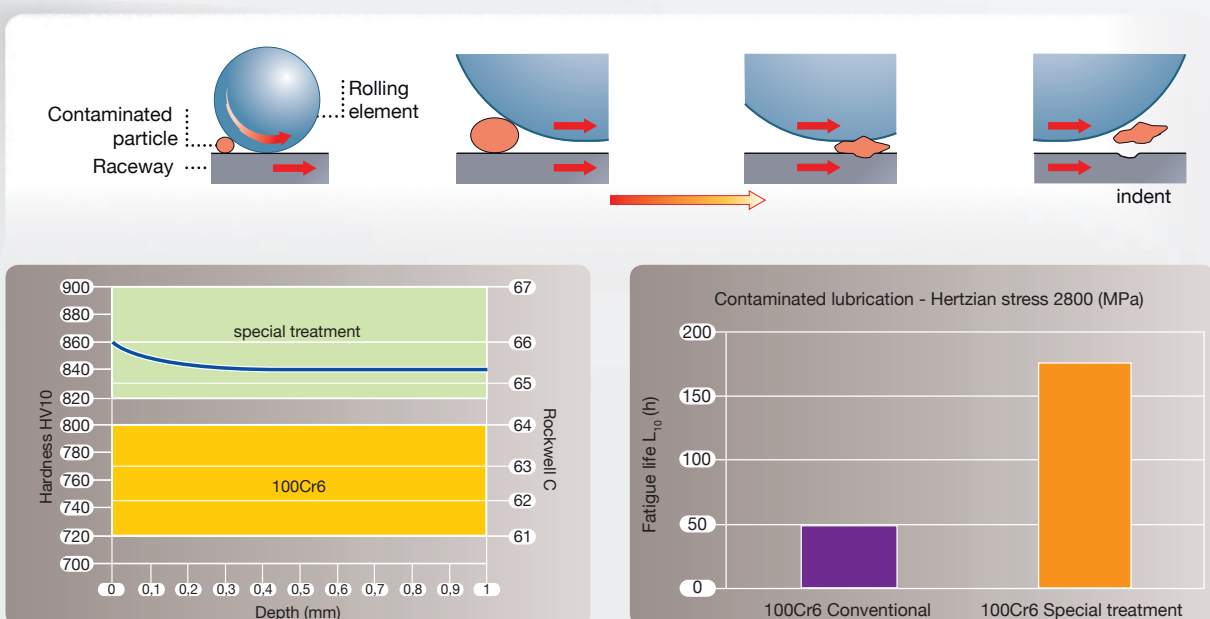 Contaminated
particle
Raceway
Rolling
element
indent
Hardness HV10
900
880
860
840
820
800
780
760
740
720
700
special treatment
100Cr6
67
66
65
64
63
62
61
Rockwell C
0 0,1 0,2 0,3 0,4 0,5 0,6 0,7 0,8 0,9 1
Depth (mm)
Contaminated lubrication - Hertzian stress 2800 (MPa)
Fatigue life L₁₀ (h)
200
150
100
50
0
100Cr6 Conventional
100Cr6 Special treatment